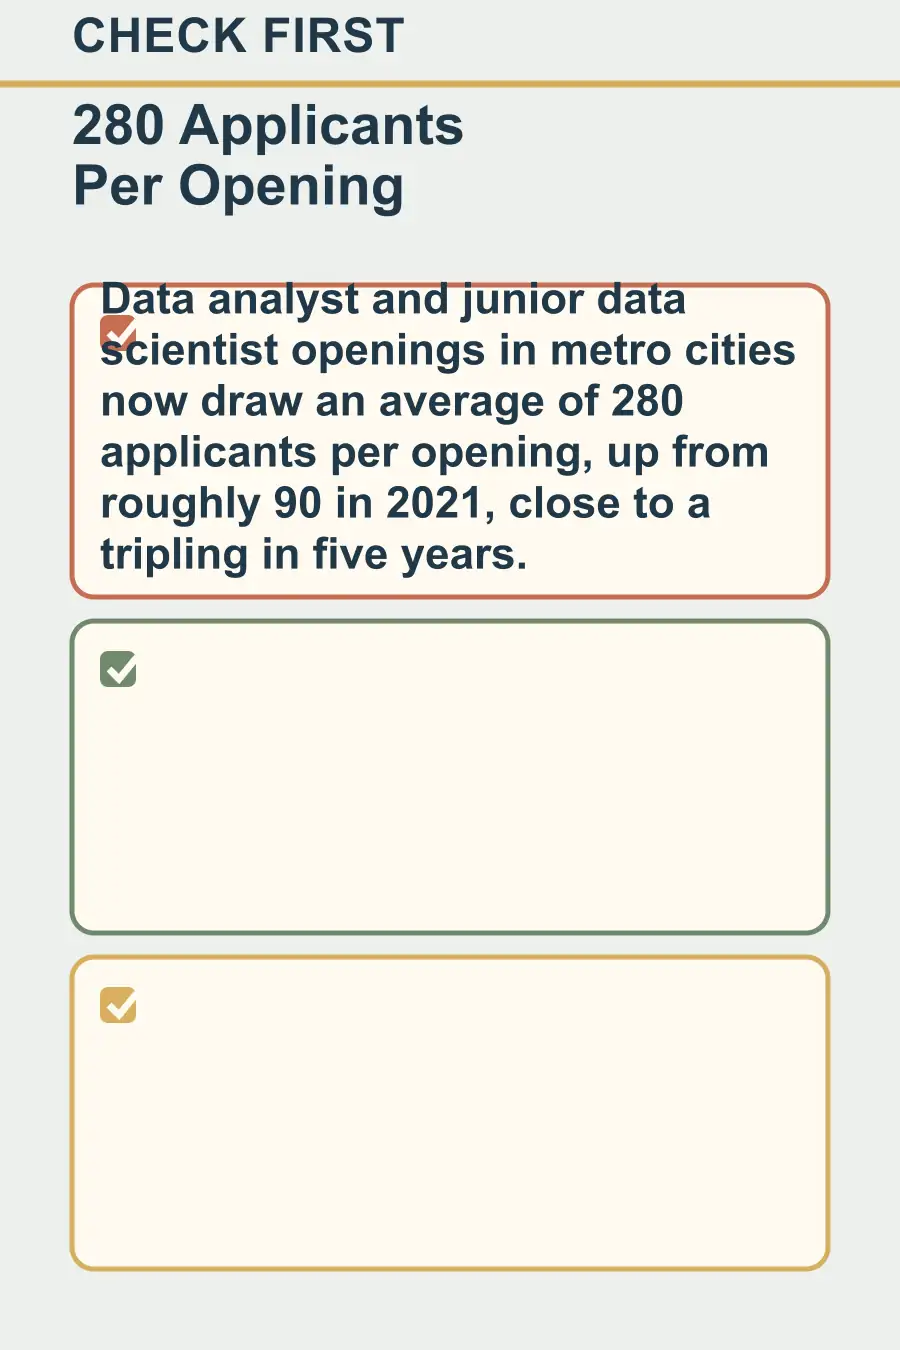 CHECK FIRST
280 Applicants
Per Opening
Data analyst and junior data
scientist openings in metro cities
now draw an average of 280
applicants per opening, up from
roughly 90 in 2021, close to a
tripling in five years.